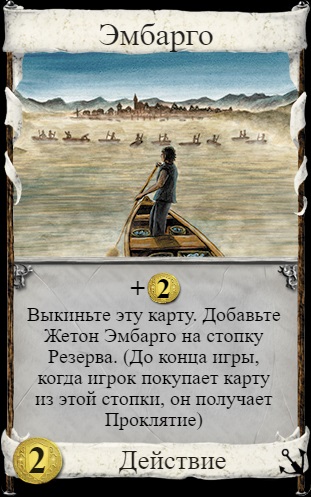 Эмбарго
+ 2
Выкиньте эту карту. Добавьте
Жетон Эмбарго на стопку
Резерва. (До конца игры,
когда игрок покупает карту
из этой стопки, он получает
Проклятие)
2 Действие